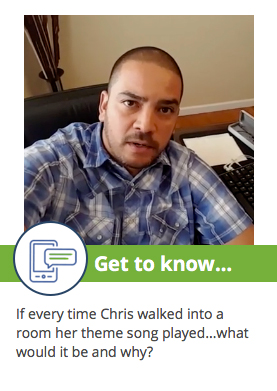 Get to know...
If every time Chris walked into a
room her theme song played...what
would it be and why?